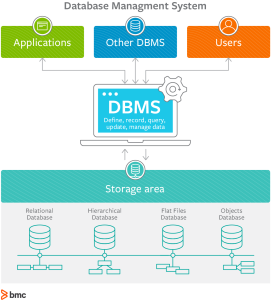 Database Managment System
Applications
Other DBMS
Users
DBMS
Define, record, query,
update, manage data
Storage area
Relational
Database
Hierarchical
Database
Flat Files
Database
Objects
Database
bmc